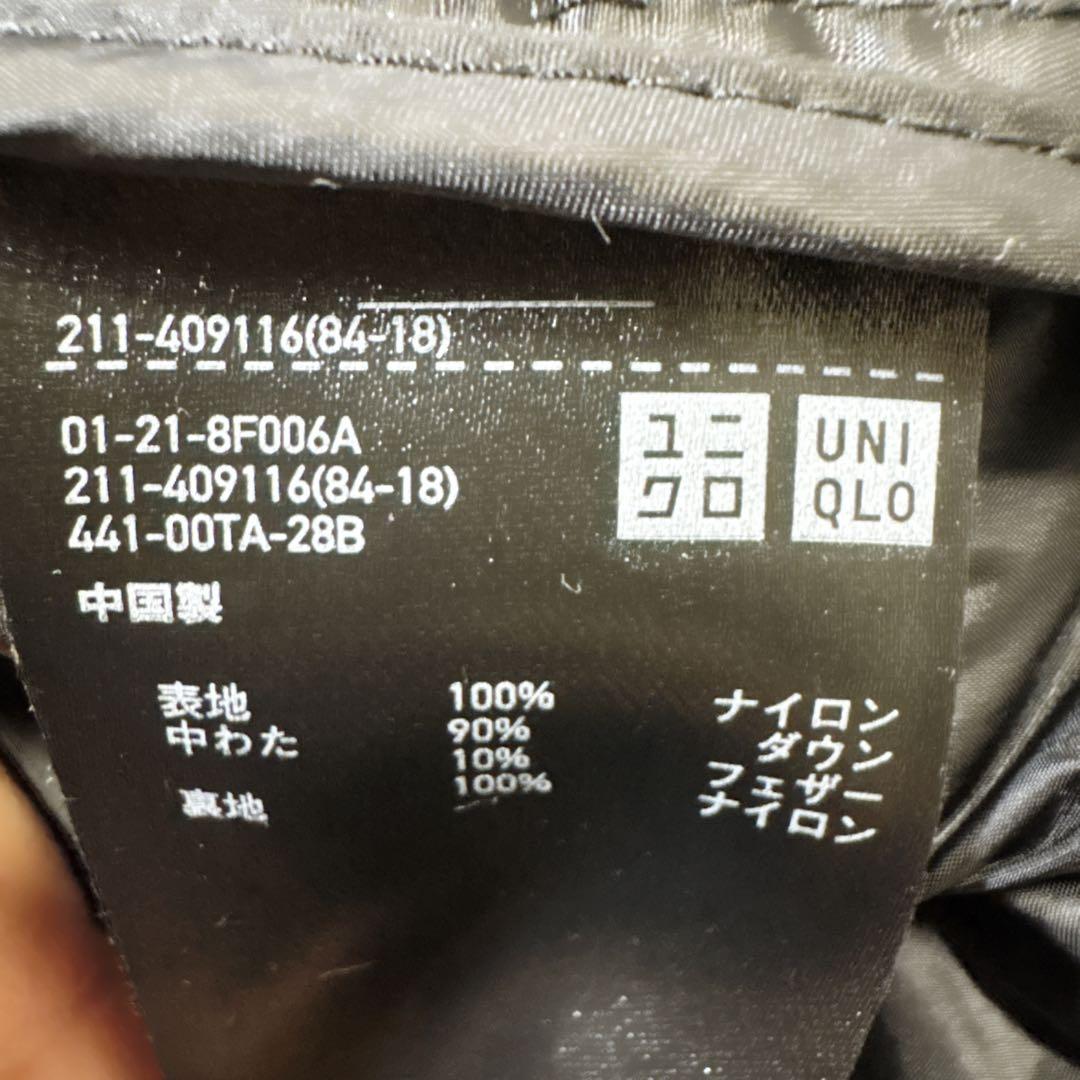 211-409116(84-18)
01-21-8F006A
211-409116(84-18)
441-00TA-28B
ユニ
クロ
UNI
QLO
中国製
表地 100% ナイロン
中わた 90% ダウン
10% フェザー
裏地 100% ナイロン